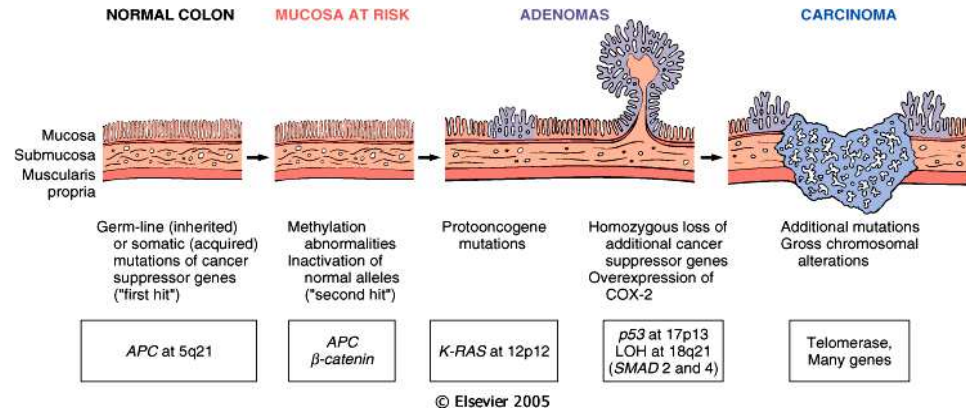 NORMAL COLON
MUCOSA AT RISK
ADENOMAS
CARCINOMA
Mucosa
Submucosa
Muscularis
propria
Germ-line (inherited)
or somatic (acquired)
mutations of cancer
suppressor genes
("first hit")
Methylation
abnormalities
Inactivation of
normal alleles
("second hit")
Protooncogene
mutations
Homozygous loss of
additional cancer
suppressor genes
Overexpression of
COX-2
Additional mutations
Gross chromosomal
alterations
APC at 5q21
APC
β-catenin
K-RAS at 12p12
p53 at 17p13
LOH at 18q21
(SMAD 2 and 4)
Telomerase,
Many genes
© Elsevier 2005